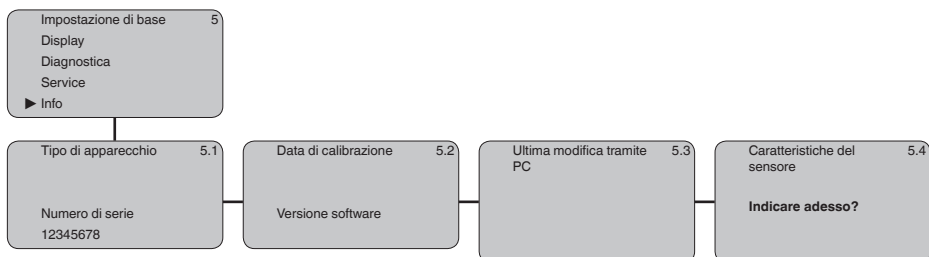 Impostazione di base 5
Display
Diagnostica
Service
▶ Info
Tipo di apparecchio 5.1
Numero di serie
12345678
Data di calibrazione 5.2
Versione software
Ultima modifica tramite 5.3
PC
Caratteristiche del 5.4
sensore
Indicare adesso?